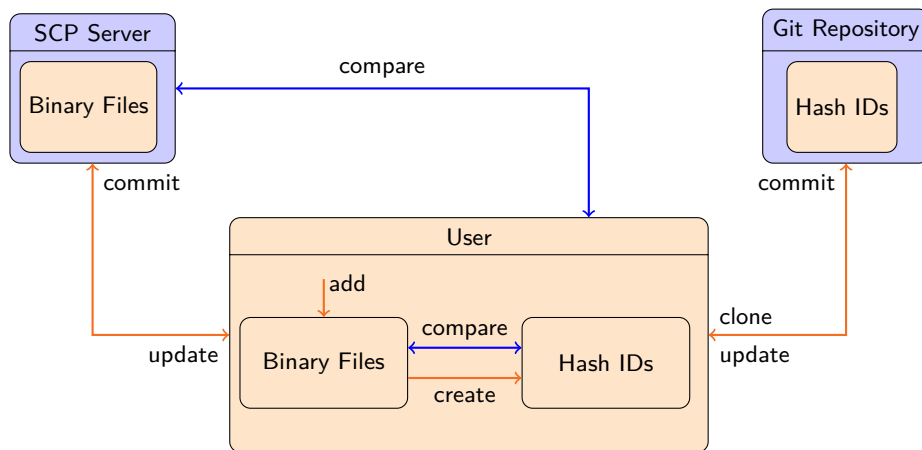 SCP Server
Binary Files
compare
Git Repository
Hash IDs
commit
commit
User
add
Binary Files
compare
create
Hash IDs
update
clone
update